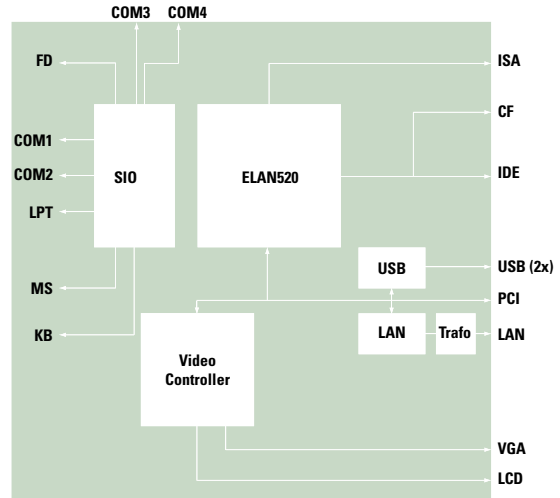 COM3 COM4
FD
ISA
CF
COM1
COM2
SIO
ELAN520
IDE
LPT
USB
USB (2x)
MS
PCI
KB
LAN
Trafo
LAN
Video
Controller
VGA
LCD